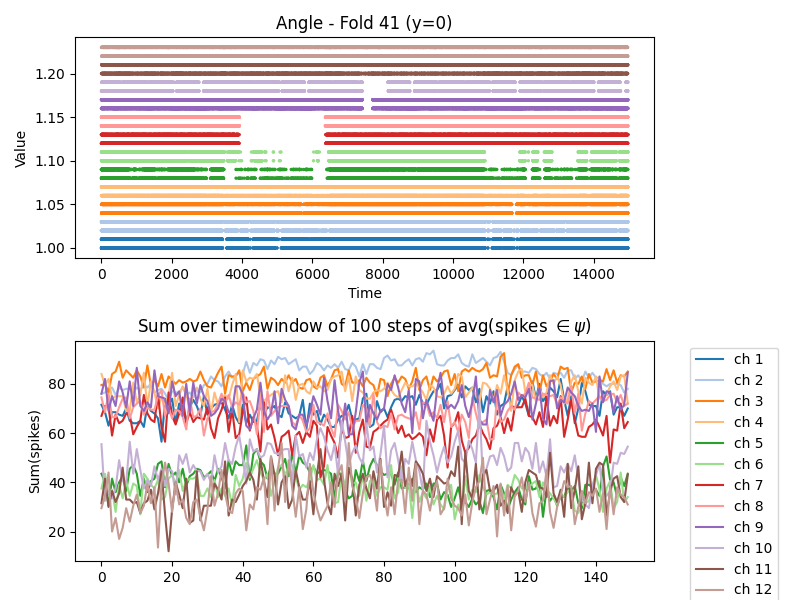 Angle - Fold 41 (y=0)
Value
1.20
1.15
1.10
1.05
1.00
0 2000 4000 6000 8000 10000 12000 14000
Time
Sum over timewindow of 100 steps of avg(spikes ∈ ψ)
Sum(spikes)
80
60
40
20
0 20 40 60 80 100 120 140
ch 1
ch 2
ch 3
ch 4
ch 5
ch 6
ch 7
ch 8
ch 9
ch 10
ch 11
ch 12